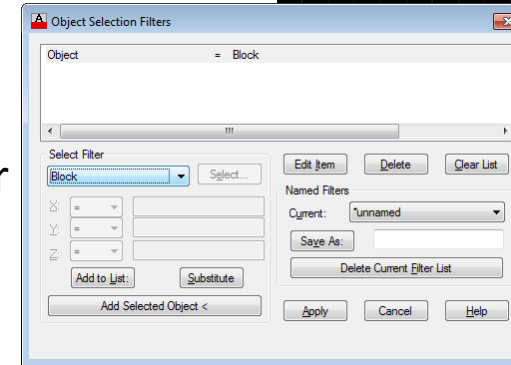 Object Selection Filters
Object = Block
r
Select Filter
Block
Select...
X: =
Y: =
Z: =
Add to List:
Substitute
Add Selected Object <
Edit Item
Delete
Clear List
Named Filters
Current: *unnamed
Save As:
Delete Current Filter List
Apply
Cancel
Help